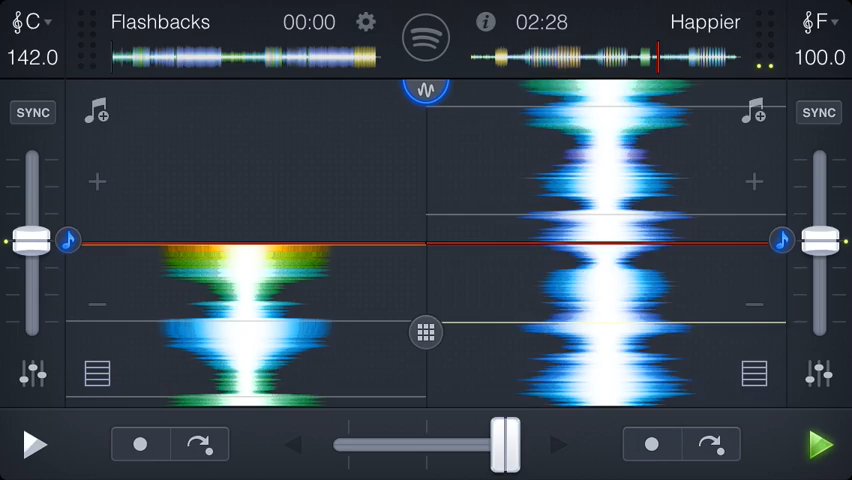 C
Flashbacks
00:00
02:28
Happier
F
142.0
100.0
SYNC
SYNC